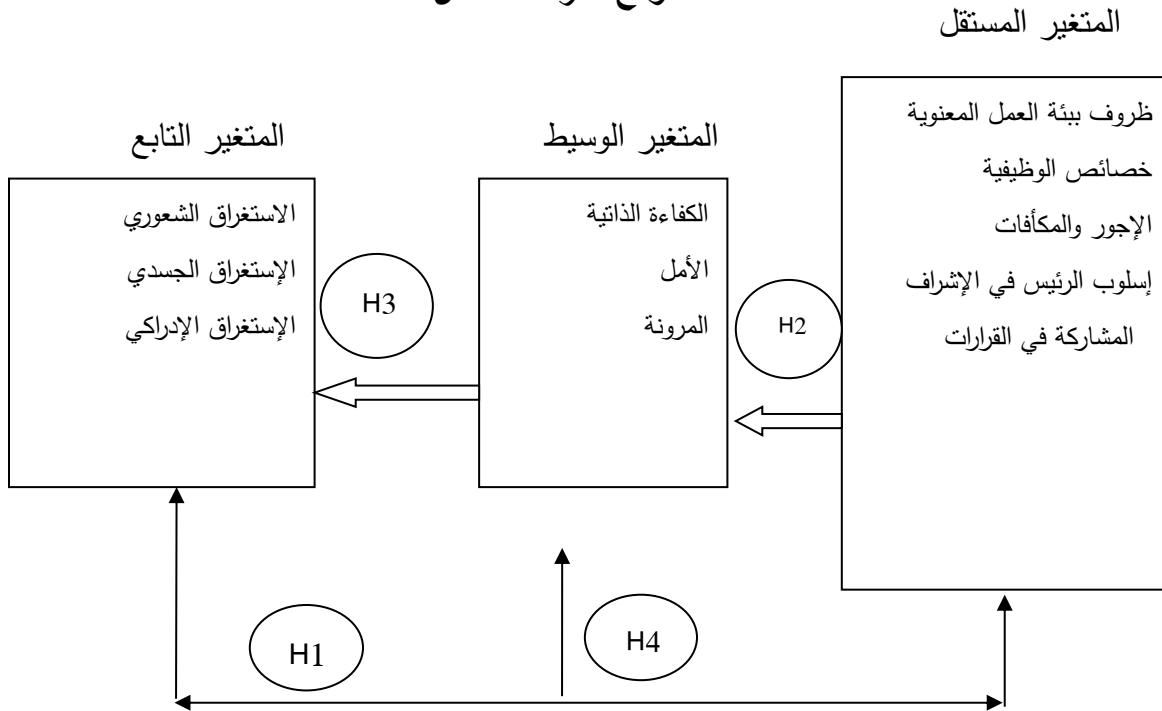 المتغير المستقل
ظروف بيئة العمل المعنوية
خصائص الوظيفية
الإجور والمكأفات
إسلوب الرئيس في الإشراف
المشاركة في القرارات
H2
المتغير الوسيط
الكفاءة الذاتية
الأمل
المرونة
H3
المتغير التابع
الاستغراق الشعوري
الإستغراق الجسدي
الإستغراق الإدراكي
H4
H1